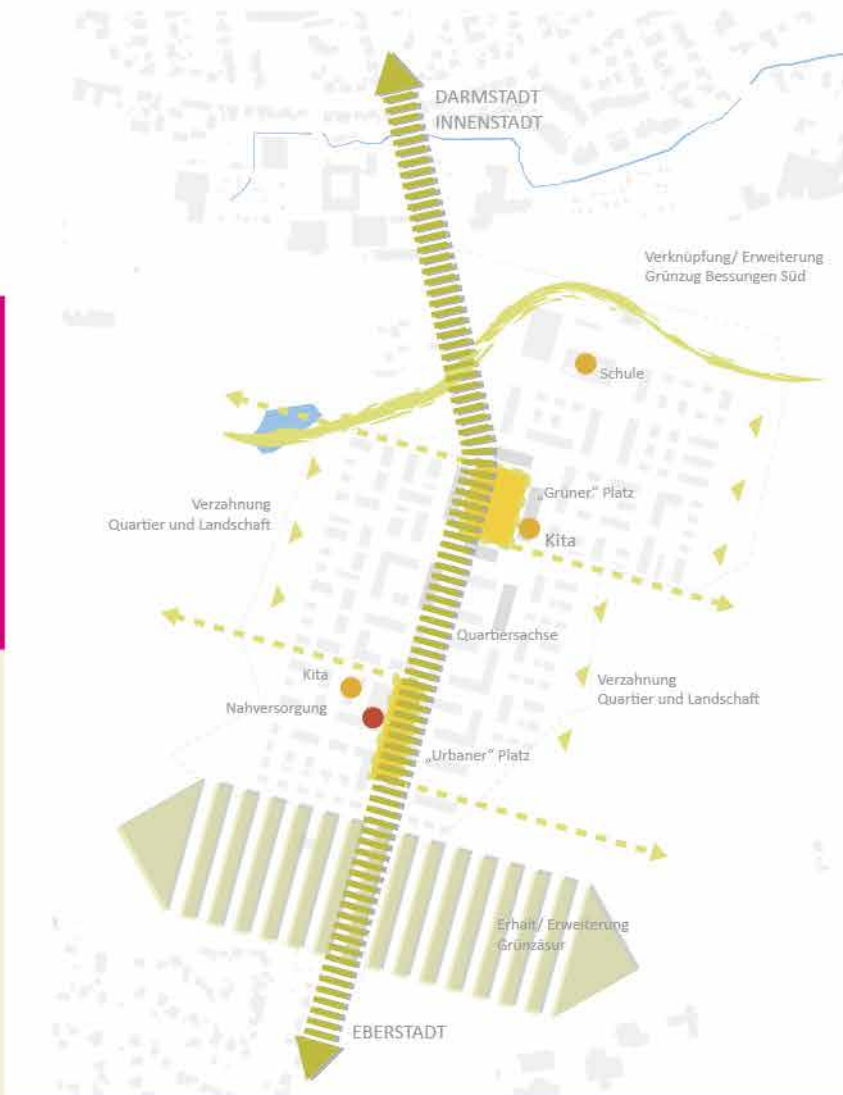 DARMSTADT
INNENSTADT
Verknüpfung/ Erweiterung
Grünzug Bessungen Süd
Schule
„Grüner“ Platz
Verzahnung
Quartier und Landschaft
Kita
Quartiersachse
Kita
Verzahnung
Quartier und Landschaft
Nahversorgung
„Urbaner“ Platz
Erhalt/ Erweiterung
Grünzäsur
EBERSTADT